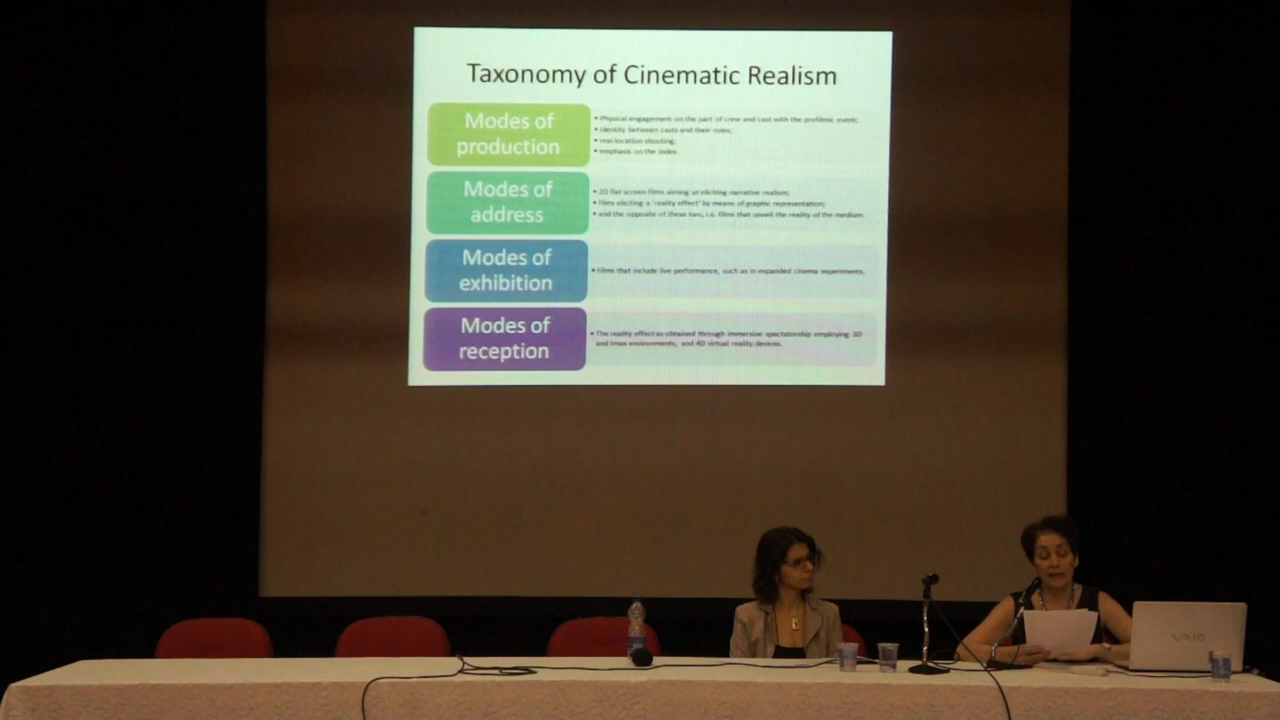 Taxonomy of Cinematic Realism
Modes of
production
• Physical engagement on the part of crew and cast with the profilmic event;
• identity between casts and their roles;
• real location shooting;
• emphasis on the index.
Modes of
address
• 2D flat screen films aiming at eliciting narrative realism;
• films eliciting a 'reality effect' by means of graphic representation;
• and the opposite of these two, i.e. films that unveil the reality of the medium.
Modes of
exhibition
• Films that include live performance, such as in expanded cinema experiments.
Modes of
reception
• The reality effect as obtained through immersive spectatorship employing 3D
and Imax environments, and 4D virtual reality devices.
VAIO